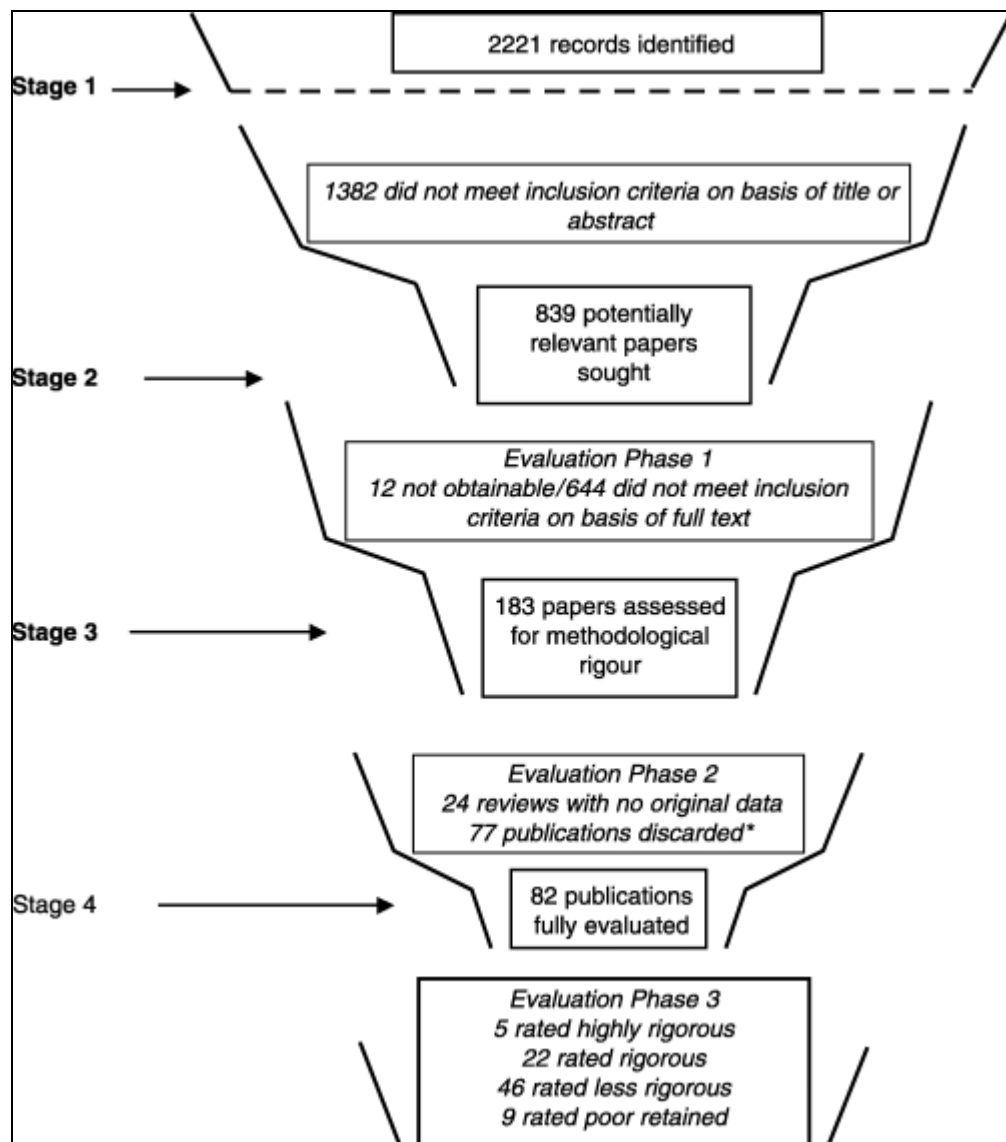 2221 records identified
Stage 1
1382 did not meet inclusion criteria on basis of title or
abstract
839 potentially
relevant papers
sought
Stage 2
Evaluation Phase 1
12 not obtainable/644 did not meet inclusion
criteria on basis of full text
183 papers assessed
for methodological
rigour
Stage 3
Evaluation Phase 2
24 reviews with no original data
77 publications discarded*
82 publications
fully evaluated
Stage 4
Evaluation Phase 3
5 rated highly rigorous
22 rated rigorous
46 rated less rigorous
9 rated poor retained